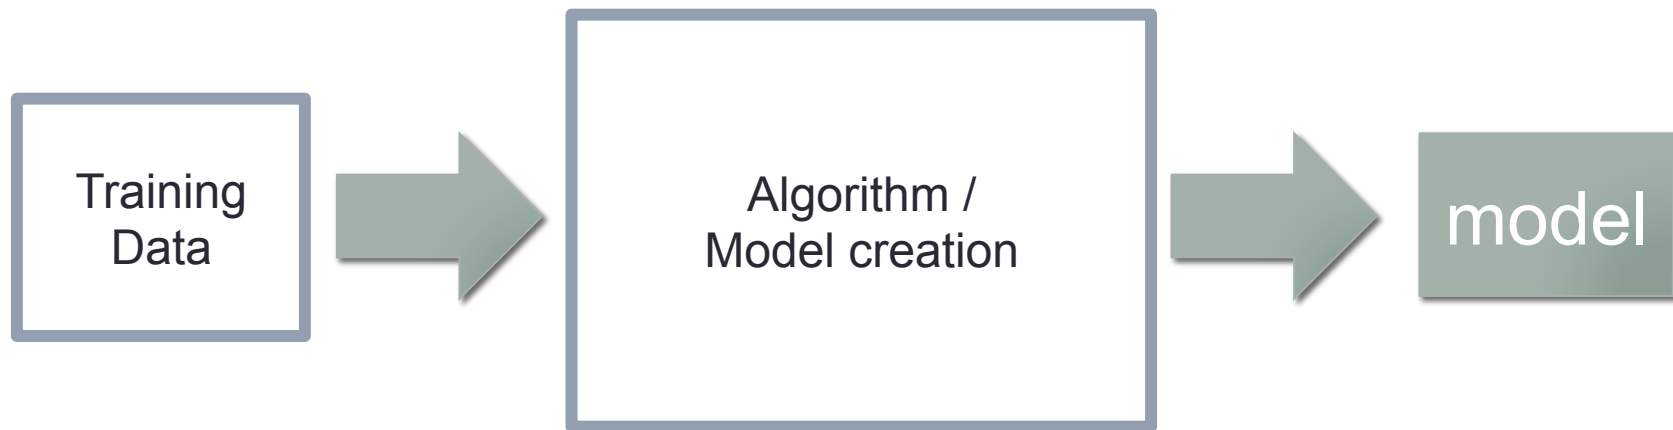 Training
Data
Algorithm /
Model creation
model